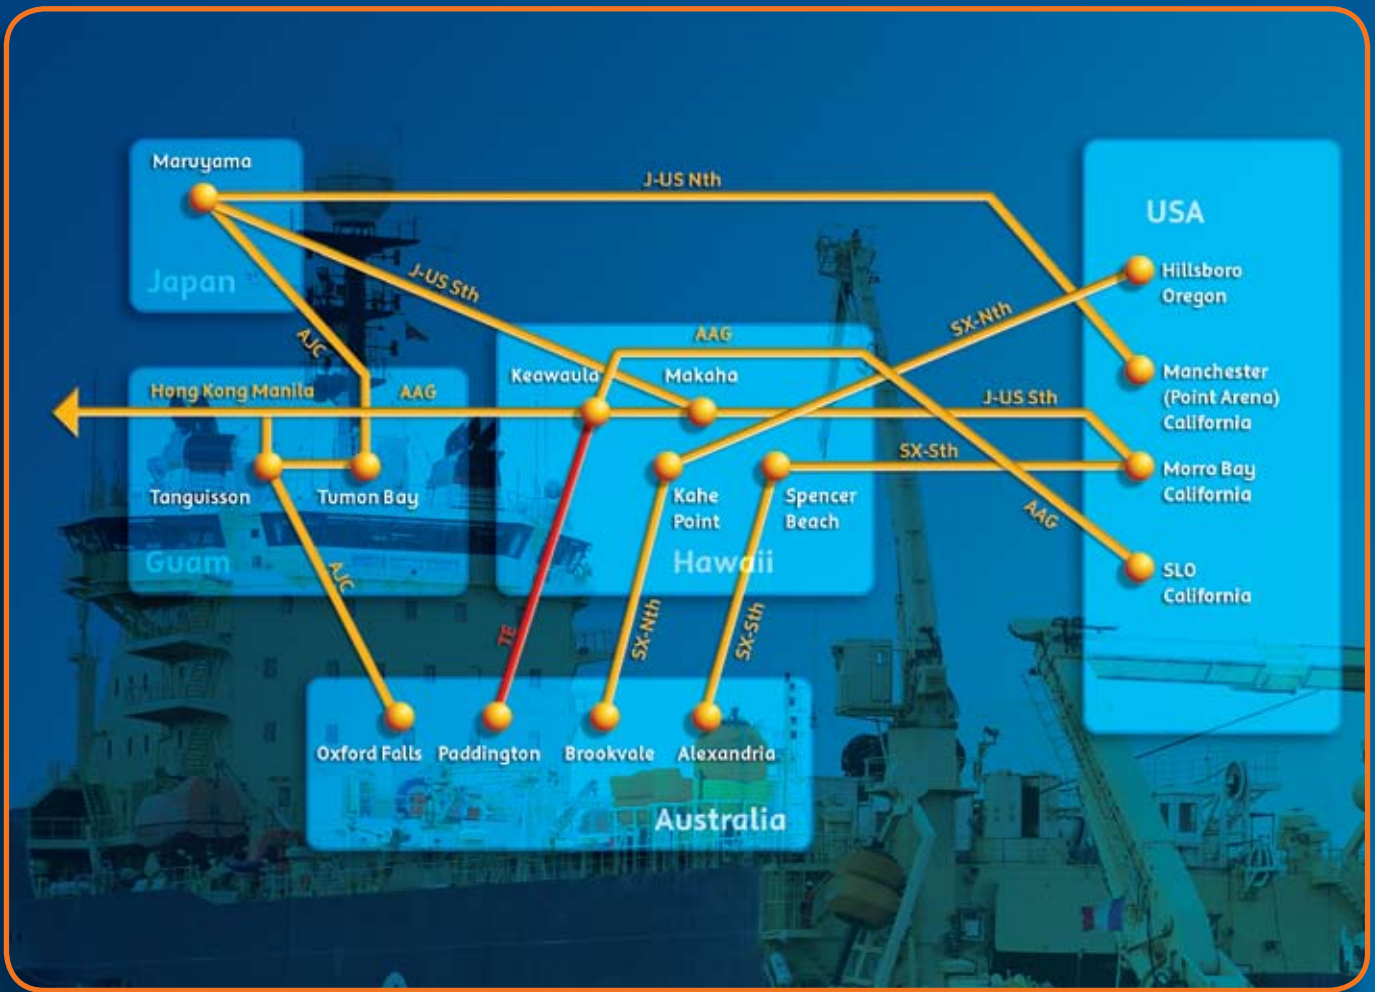 Maruyama
J-US Nth
USA
Hillsboro
Oregon
Japan
J-US Sth
SX-Nth
AJC
AAG
Keawaula
Makaha
Manchester
(Point Arena)
California
Hong Kong Manila
AAG
J-US Sth
SX-Sth
Morro Bay
California
Tanguisson
Tumon Bay
Kahe
Point
Spencer
Beach
AAG
Guam
Hawaii
AJC
SLO
California
TE
SX-Nth
SX-Sth
Oxford Falls
Paddington
Brookvale
Alexandria
Australia